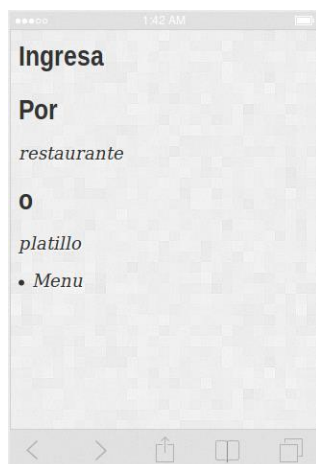 1:42 AM
Ingresa
Por
restaurante
o
platillo
• Menu